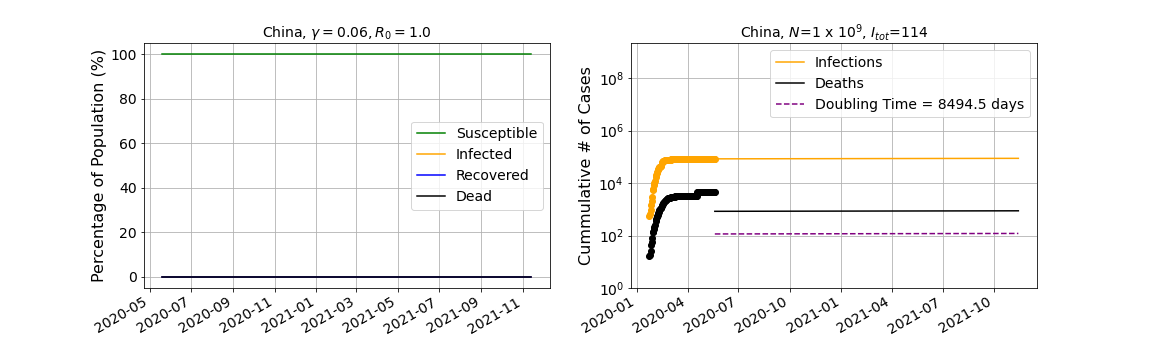 China, γ = 0.06, R₀ = 1.0
Percentage of Population (%)
100
80
60
40
20
0
Susceptible
Infected
Recovered
Dead
2020-05
2020-07
2020-09
2020-11
2021-01
2021-03
2021-05
2021-07
2021-09
2021-11
China, N=1 x 10⁹, Iₜₒₜ=114
Cummulative # of Cases
10⁸
10⁶
10⁴
10²
10⁰
Infections
Deaths
Doubling Time = 8494.5 days
2020-01
2020-04
2020-07
2020-10
2021-01
2021-04
2021-07
2021-10